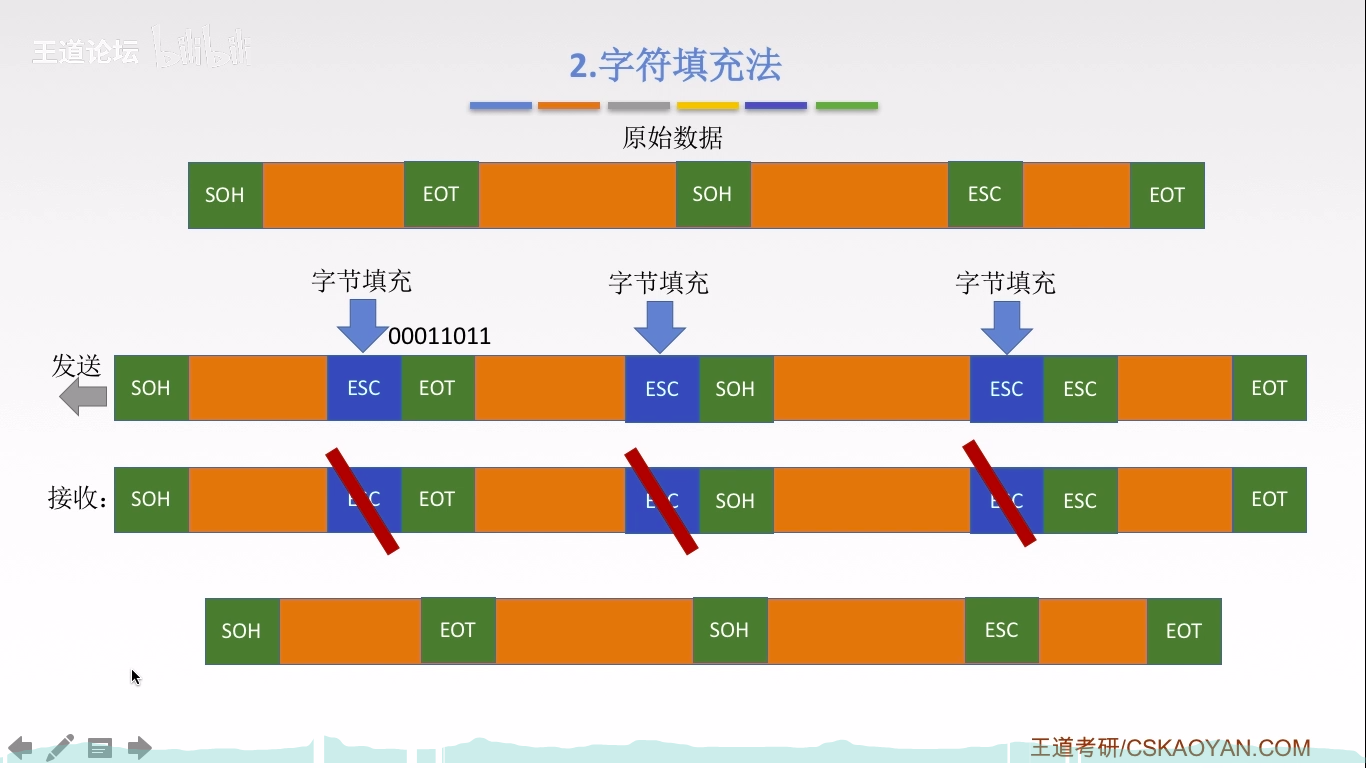 王道论坛 bilibili
2.字符填充法
原始数据
SOH EOT SOH ESC EOT
字节填充 字节填充 字节填充
00011011
发送
SOH ESC EOT ESC SOH ESC ESC EOT
接收：
SOH ESC EOT ESC SOH ESC ESC EOT
SOH EOT SOH ESC EOT
王道考研/CSKAOYAN.COM